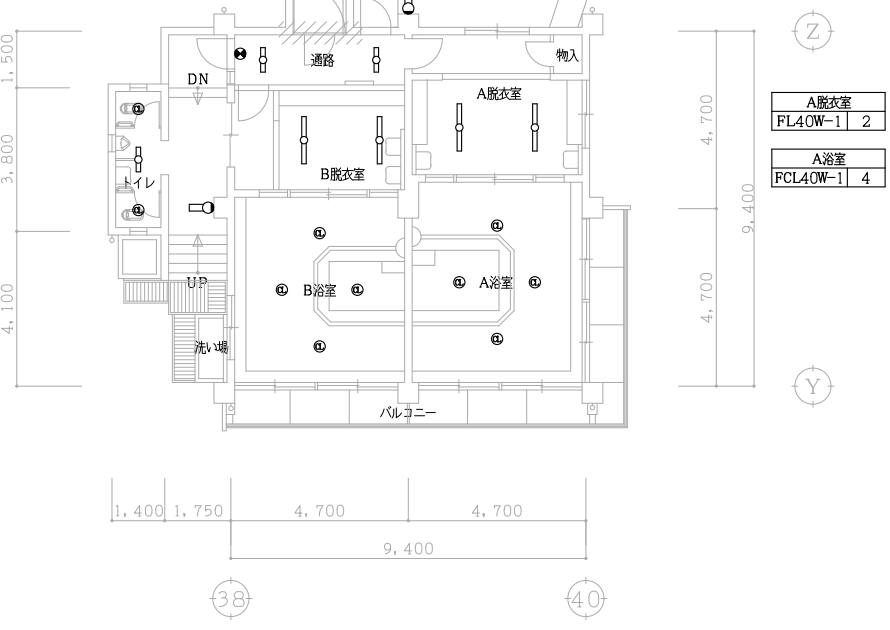 Z
1,500
通路
物入
DN
A脱衣室
A脱衣室
FL40W-1 2
4,700
3,800
A浴室
FCL40W-1 4
B脱衣室
トイレ
9,400
UP
B浴室
A浴室
4,700
4,100
洗い場
Y
バルコニー
1,400
1,750
4,700
4,700
9,400
38
40